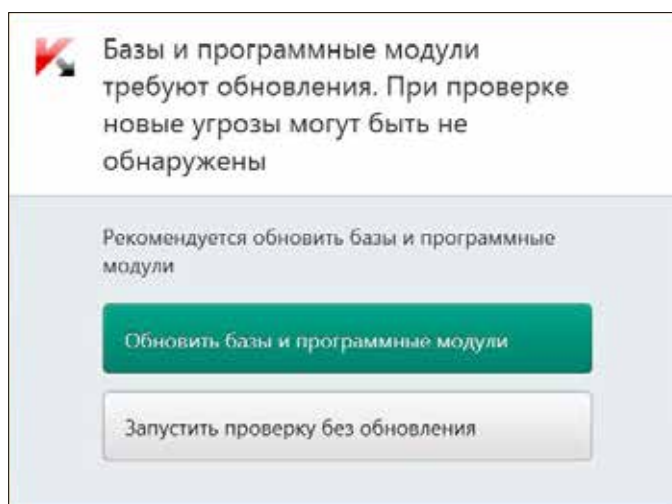 Базы и программные модули
требуют обновления. При проверке
новые угрозы могут быть не
обнаружены
Рекомендуется обновить базы и программные
модули
Обновить базы и программные модули
Запустить проверку без обновления